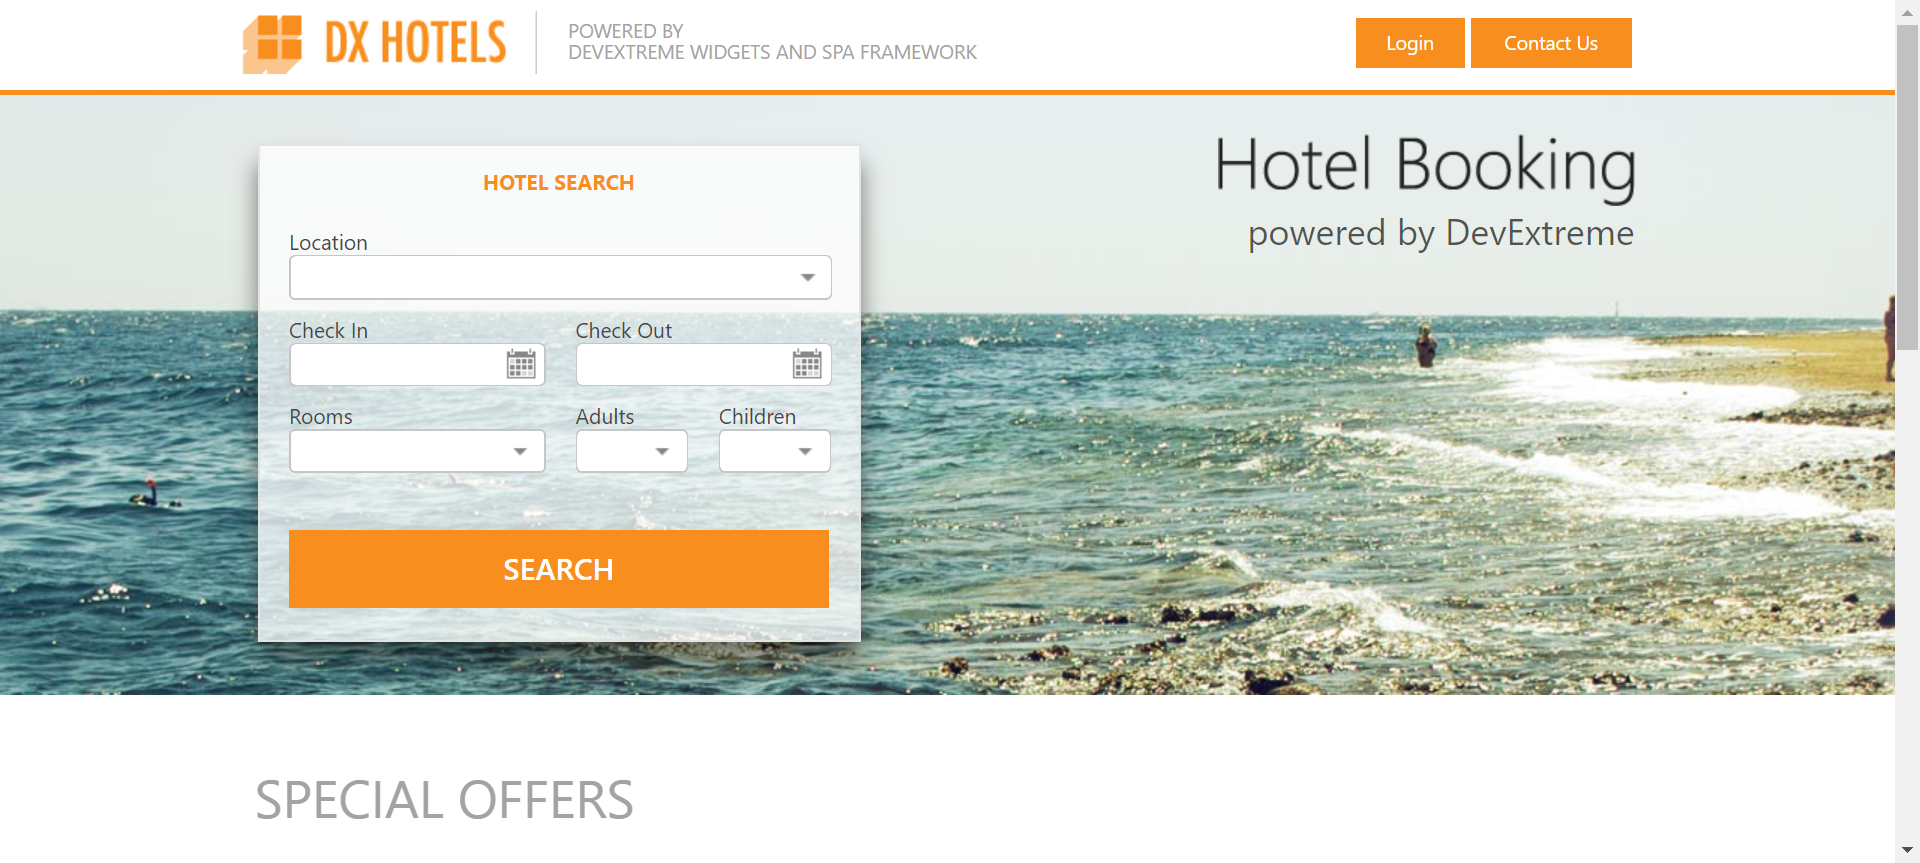 DX HOTELS
POWERED BY
DEVEXTREME WIDGETS AND SPA FRAMEWORK
Login
Contact Us
Hotel Booking
powered by DevExtreme
HOTEL SEARCH
Location
Check In
Check Out
Rooms
Adults
Children
SEARCH
SPECIAL OFFERS